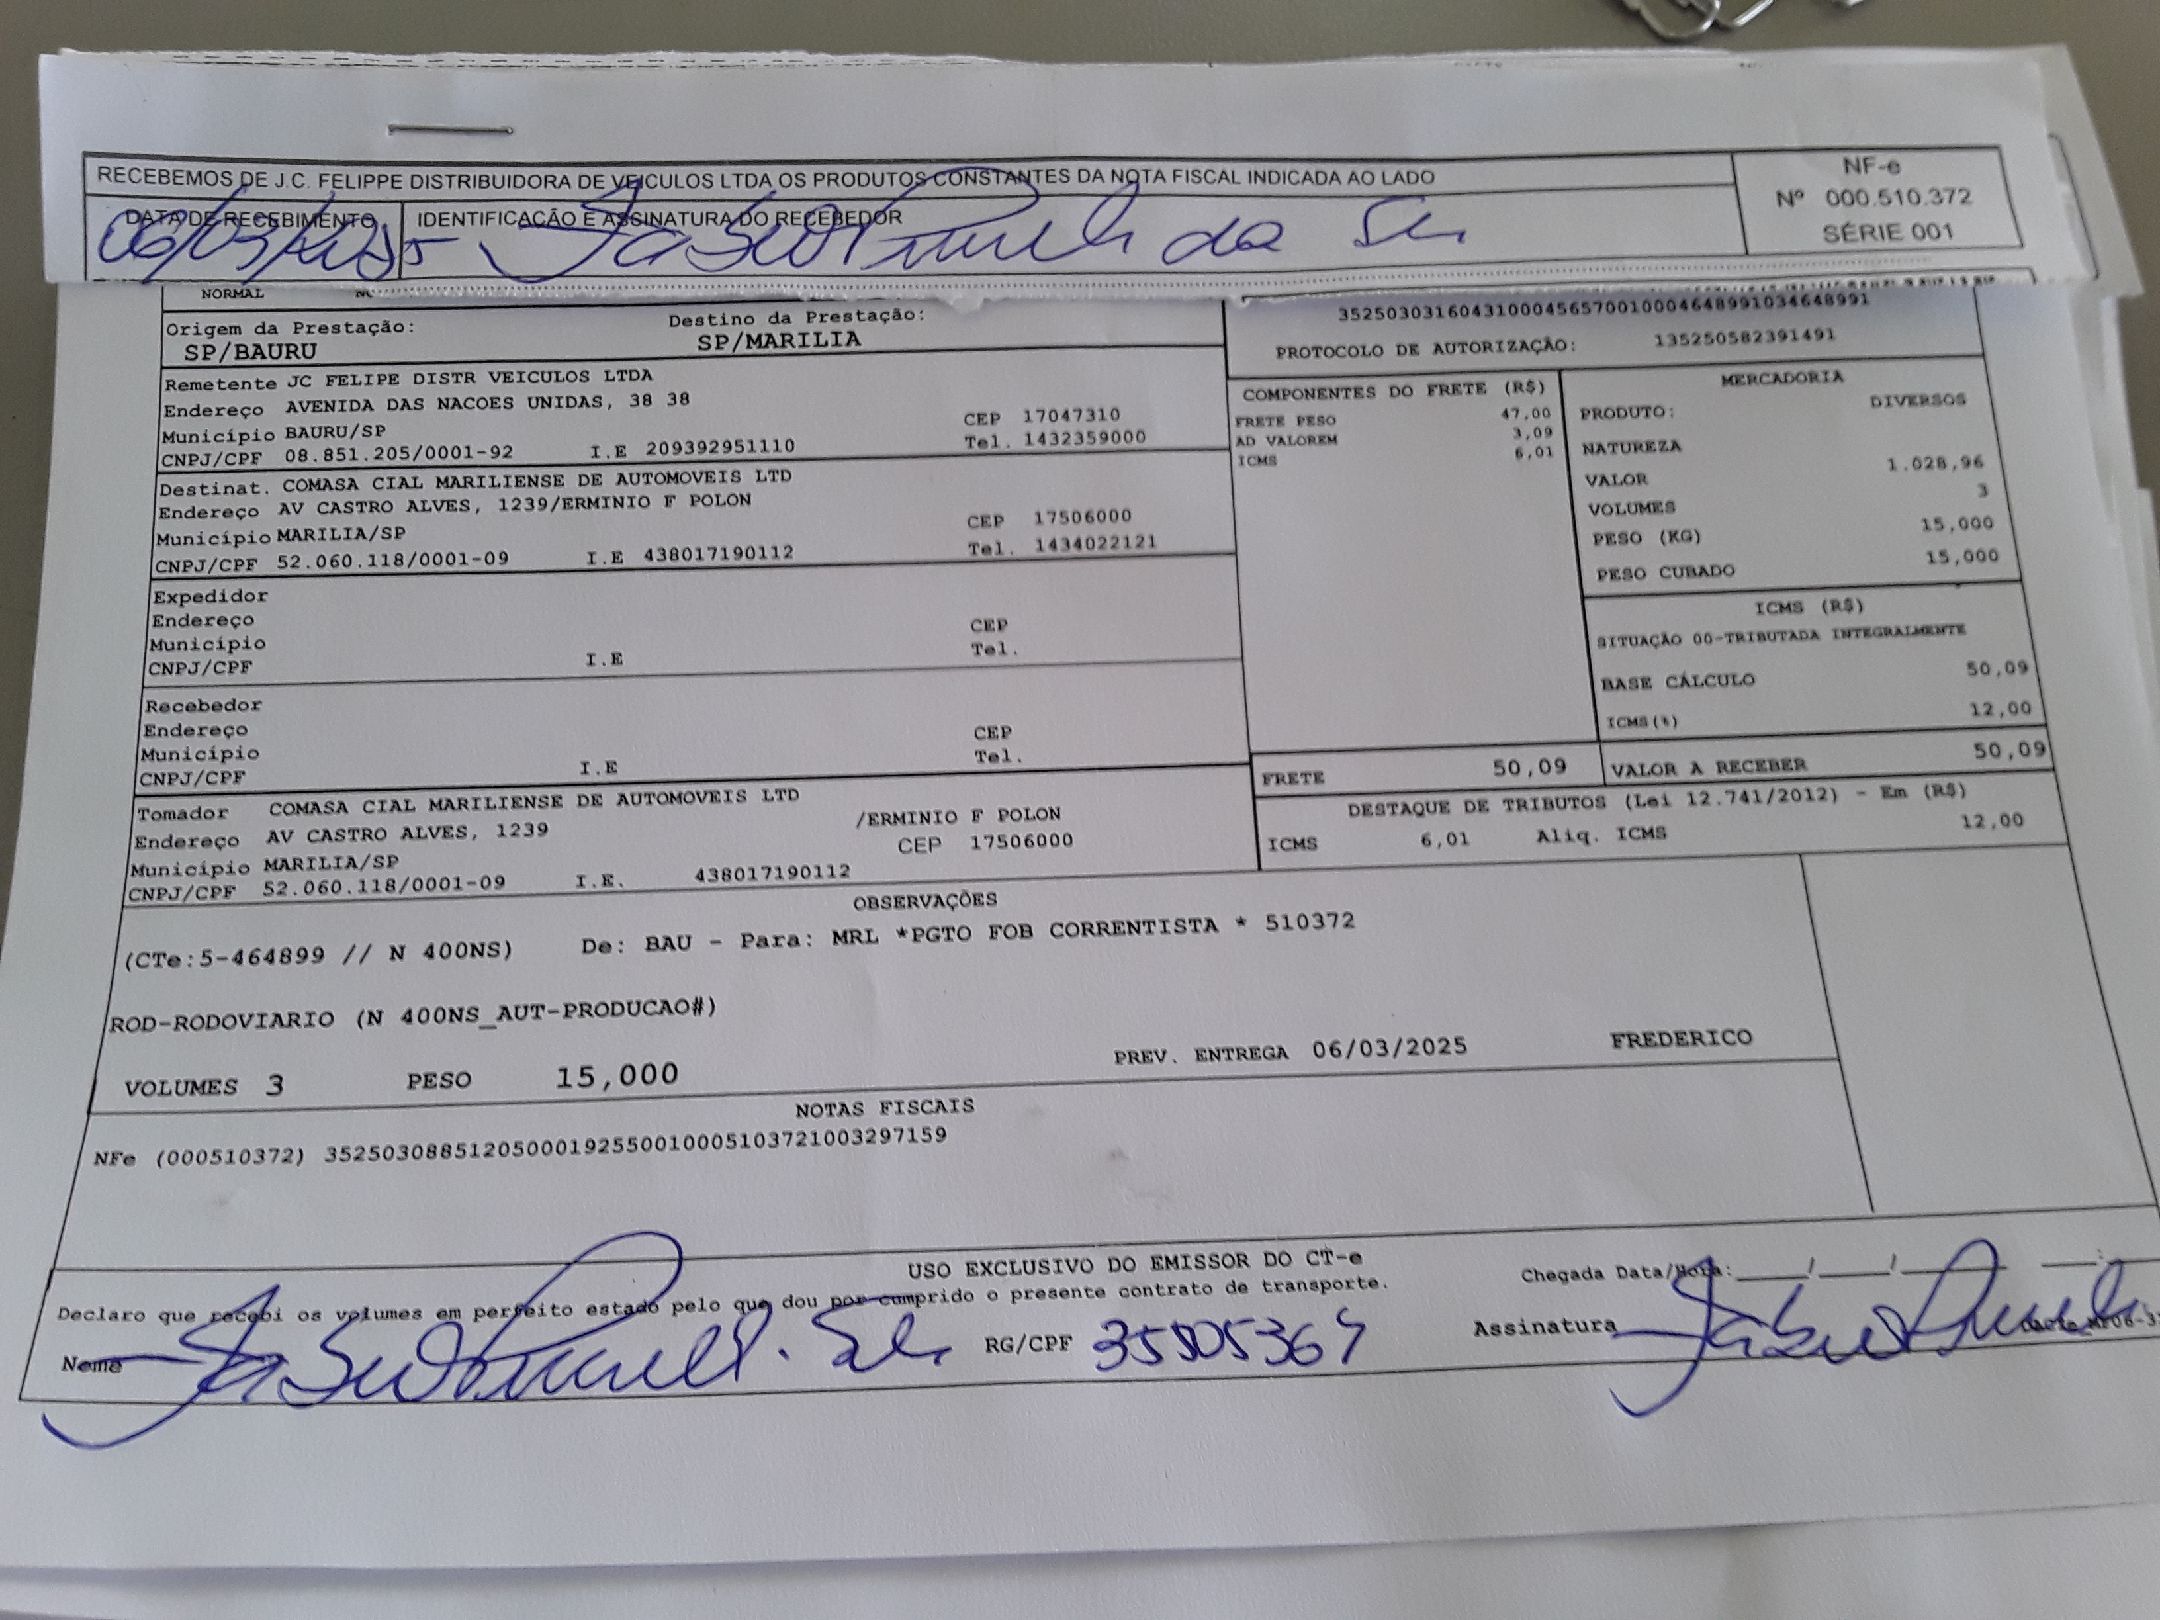 RECEBEMOS DE J.C. FELIPPE DISTRIBUIDORA DE VEICULOS LTDA OS PRODUTOS CONSTANTES DA NOTA FISCAL INDICADA AO LADO
NF-e
Nº 000.510.372
SÉRIE 001
DATA DE RECEBIMENTO
IDENTIFICAÇÃO E ASSINATURA DO RECEBEDOR
06/03/2025
da
NORMAL
Origem da Prestação:
SP/BAURU
Destino da Prestação:
SP/MARILIA
35250303160431000456570010004648991034648991
PROTOCOLO DE AUTORIZAÇÃO: 135250582391491
Remetente JC FELIPE DISTR VEICULOS LTDA
Endereço AVENIDA DAS NACOES UNIDAS, 38 38
Município BAURU/SP CEP 17047310
CNPJ/CPF 08.851.205/0001-92 I.E 209392951110 Tel. 1432359000
Destinat. COMASA CIAL MARILIENSE DE AUTOMOVEIS LTD
Endereço AV CASTRO ALVES, 1239/ERMINIO F POLON
Município MARILIA/SP CEP 17506000
CNPJ/CPF 52.060.118/0001-09 I.E 438017190112 Tel. 1434022121
Expedidor
Endereço
Município CEP
CNPJ/CPF I.E Tel.
Recebedor
Endereço
Município CEP
CNPJ/CPF I.E Tel.
Tomador COMASA CIAL MARILIENSE DE AUTOMOVEIS LTD
Endereço AV CASTRO ALVES, 1239 /ERMINIO F POLON
Município MARILIA/SP CEP 17506000
CNPJ/CPF 52.060.118/0001-09 I.E. 438017190112
COMPONENTES DO FRETE (R$)
FRETE PESO 47,00
AD VALOREM 3,09
ICMS 6,01
MERCADORIA
PRODUTO: DIVERSOS
NATUREZA
VALOR 1.028,96
VOLUMES 3
PESO (KG) 15,000
PESO CUBADO 15,000
ICMS (R$)
SITUAÇÃO 00-TRIBUTADA INTEGRALMENTE
BASE CÁLCULO 50,09
ICMS(%) 12,00
FRETE 50,09
VALOR A RECEBER 50,09
DESTAQUE DE TRIBUTOS (Lei 12.741/2012) - Em (R$)
ICMS 6,01 Aliq. ICMS 12,00
OBSERVAÇÕES
(CTe:5-464899 // N 400NS) De: BAU - Para: MRL *PGTO FOB CORRENTISTA * 510372
ROD-RODOVIARIO (N 400NS_AUT-PRODUCAO#)
VOLUMES 3 PESO 15,000 PREV. ENTREGA 06/03/2025 FREDERICO
NOTAS FISCAIS
NFe (000510372) 35250308851205000192550010005103721003297159
USO EXCLUSIVO DO EMISSOR DO CT-e
Declaro que recebi os volumes em perfeito estado pelo que dou por cumprido o presente contrato de transporte.
Chegada Data/Hora:____/____/______ ____:
Nome
RG/CPF 35505364
Assinatura